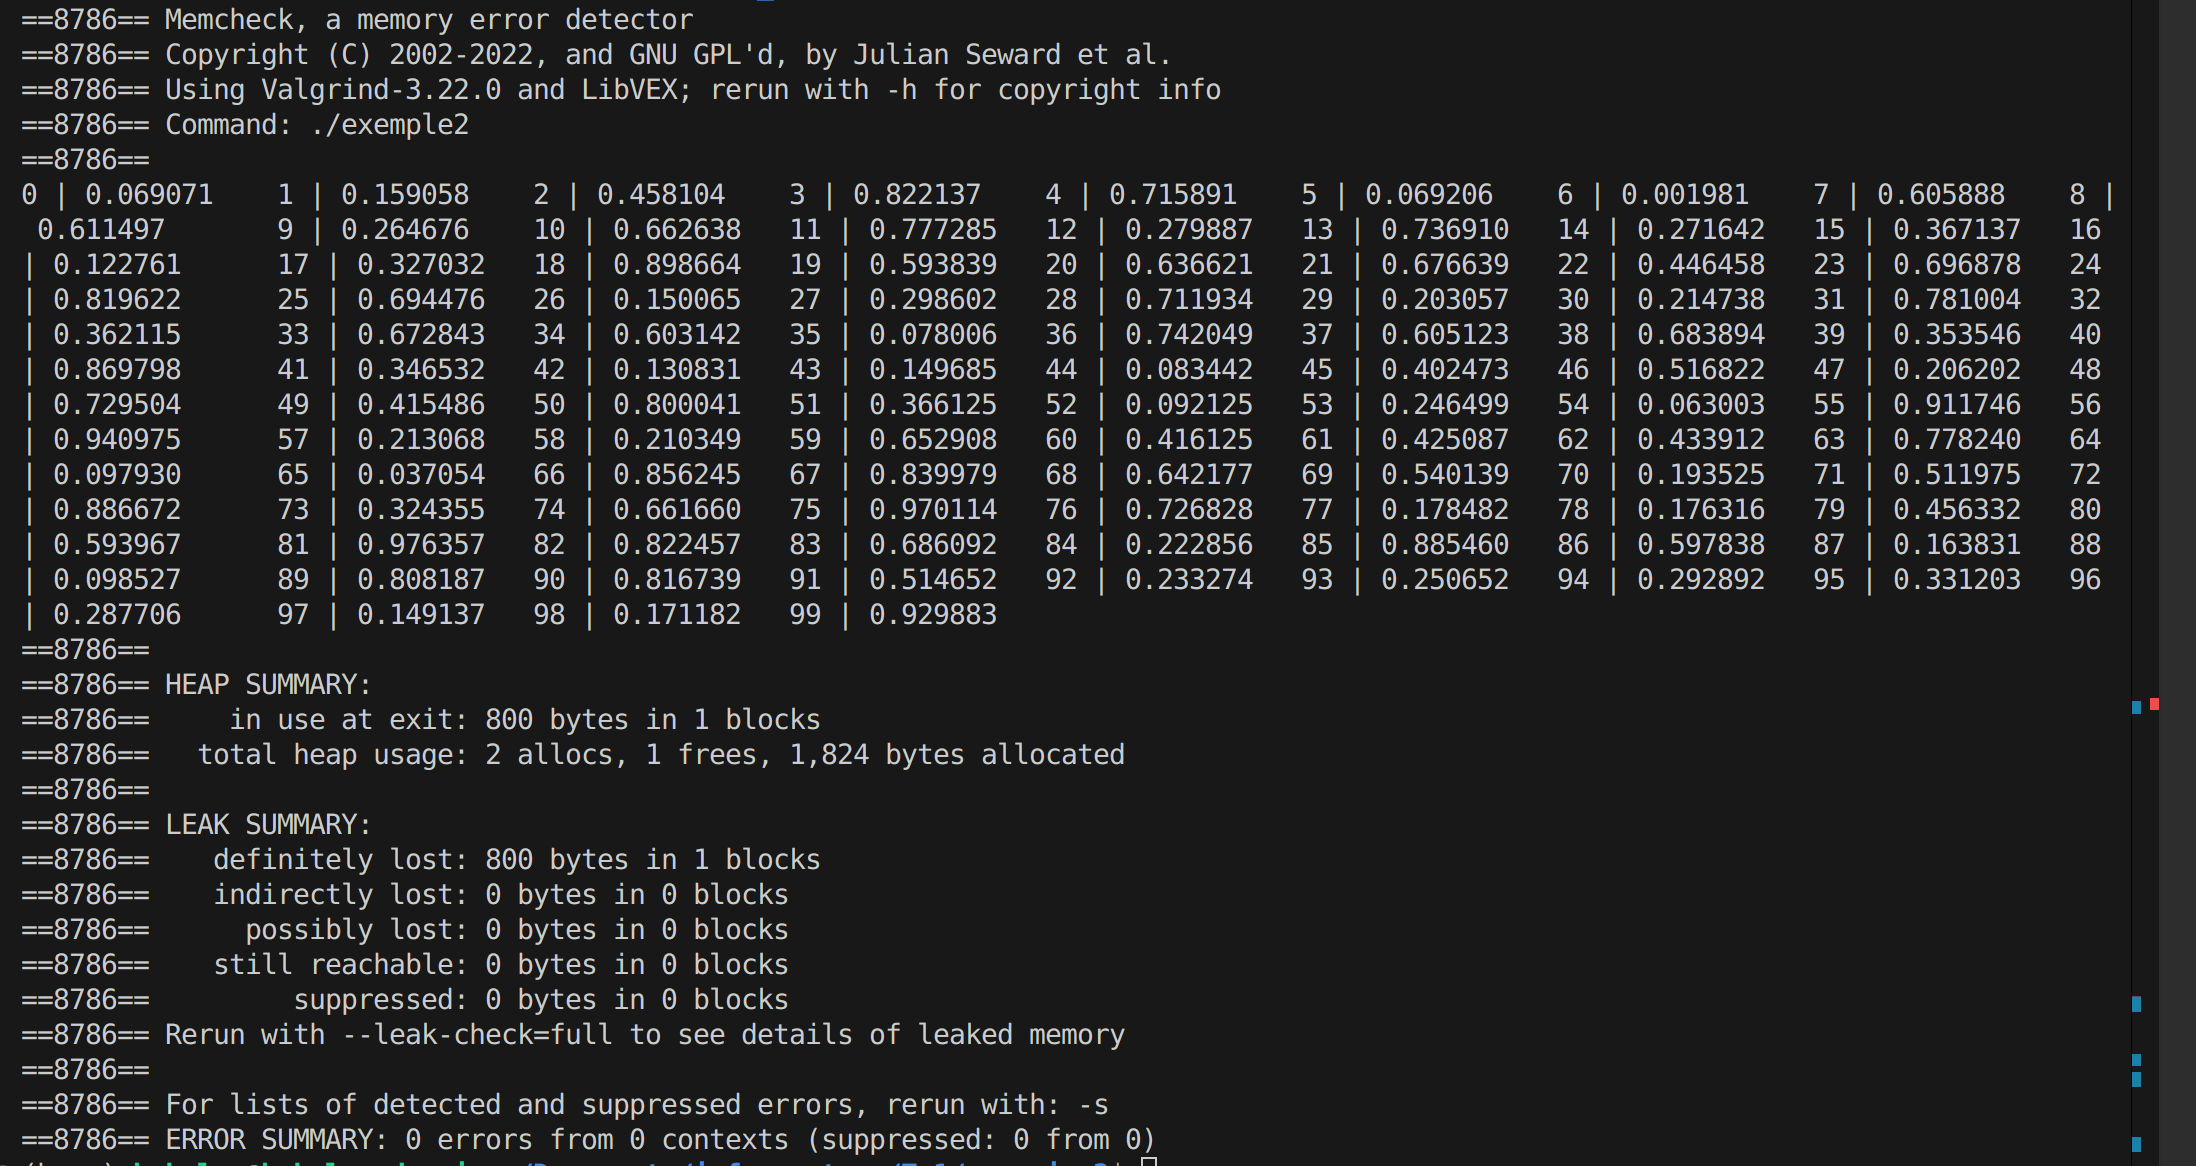 ==8786== Memcheck, a memory error detector
==8786== Copyright (C) 2002-2022, and GNU GPL'd, by Julian Seward et al.
==8786== Using Valgrind-3.22.0 and LibVEX; rerun with -h for copyright info
==8786== Command: ./exemple2
==8786==
0 | 0.069071    1 | 0.159058    2 | 0.458104    3 | 0.822137    4 | 0.715891    5 | 0.069206    6 | 0.001981    7 | 0.605888    8 |
 0.611497       9 | 0.264676    10 | 0.662638   11 | 0.777285   12 | 0.279887   13 | 0.736910   14 | 0.271642   15 | 0.367137   16
| 0.122761      17 | 0.327032   18 | 0.898664   19 | 0.593839   20 | 0.636621   21 | 0.676639   22 | 0.446458   23 | 0.696878   24
| 0.819622      25 | 0.694476   26 | 0.150065   27 | 0.298602   28 | 0.711934   29 | 0.203057   30 | 0.214738   31 | 0.781004   32
| 0.362115      33 | 0.672843   34 | 0.603142   35 | 0.078006   36 | 0.742049   37 | 0.605123   38 | 0.683894   39 | 0.353546   40
| 0.869798      41 | 0.346532   42 | 0.130831   43 | 0.149685   44 | 0.083442   45 | 0.402473   46 | 0.516822   47 | 0.206202   48
| 0.729504      49 | 0.415486   50 | 0.800041   51 | 0.366125   52 | 0.092125   53 | 0.246499   54 | 0.063003   55 | 0.911746   56
| 0.940975      57 | 0.213068   58 | 0.210349   59 | 0.652908   60 | 0.416125   61 | 0.425087   62 | 0.433912   63 | 0.778240   64
| 0.097930      65 | 0.037054   66 | 0.856245   67 | 0.839979   68 | 0.642177   69 | 0.540139   70 | 0.193525   71 | 0.511975   72
| 0.886672      73 | 0.324355   74 | 0.661660   75 | 0.970114   76 | 0.726828   77 | 0.178482   78 | 0.176316   79 | 0.456332   80
| 0.593967      81 | 0.976357   82 | 0.822457   83 | 0.686092   84 | 0.222856   85 | 0.885460   86 | 0.597838   87 | 0.163831   88
| 0.098527      89 | 0.808187   90 | 0.816739   91 | 0.514652   92 | 0.233274   93 | 0.250652   94 | 0.292892   95 | 0.331203   96
| 0.287706      97 | 0.149137   98 | 0.171182   99 | 0.929883
==8786==
==8786== HEAP SUMMARY:
==8786==     in use at exit: 800 bytes in 1 blocks
==8786==   total heap usage: 2 allocs, 1 frees, 1,824 bytes allocated
==8786==
==8786== LEAK SUMMARY:
==8786==    definitely lost: 800 bytes in 1 blocks
==8786==    indirectly lost: 0 bytes in 0 blocks
==8786==      possibly lost: 0 bytes in 0 blocks
==8786==    still reachable: 0 bytes in 0 blocks
==8786==         suppressed: 0 bytes in 0 blocks
==8786== Rerun with --leak-check=full to see details of leaked memory
==8786==
==8786== For lists of detected and suppressed errors, rerun with: -s
==8786== ERROR SUMMARY: 0 errors from 0 contexts (suppressed: 0 from 0)